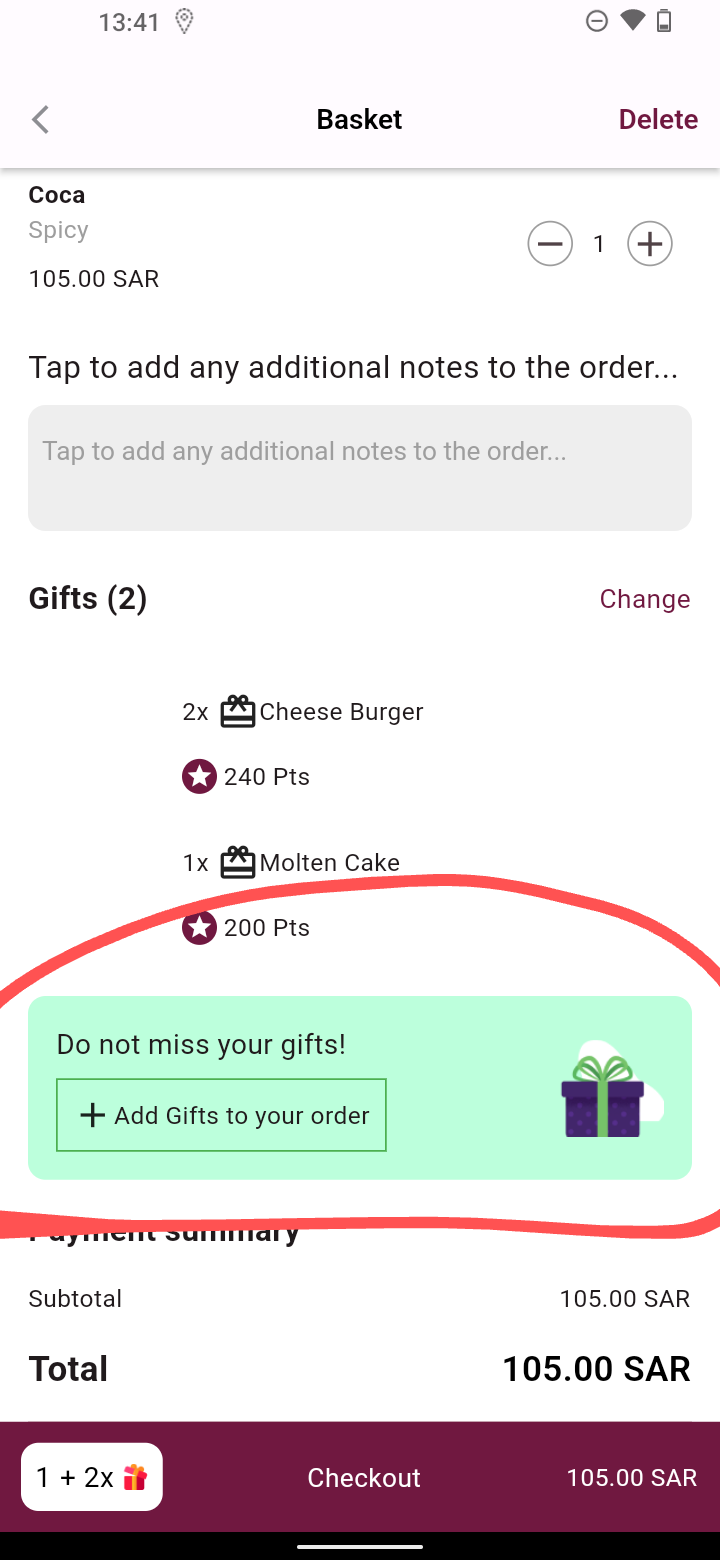 13:41
Basket
Delete
Coca
Spicy
1
105.00 SAR
Tap to add any additional notes to the order...
Tap to add any additional notes to the order...
Gifts (2)
Change
2x Cheese Burger
240 Pts
1x Molten Cake
200 Pts
Do not miss your gifts!
+ Add Gifts to your order
Payment summary
Subtotal 105.00 SAR
Total 105.00 SAR
1 + 2x
Checkout
105.00 SAR